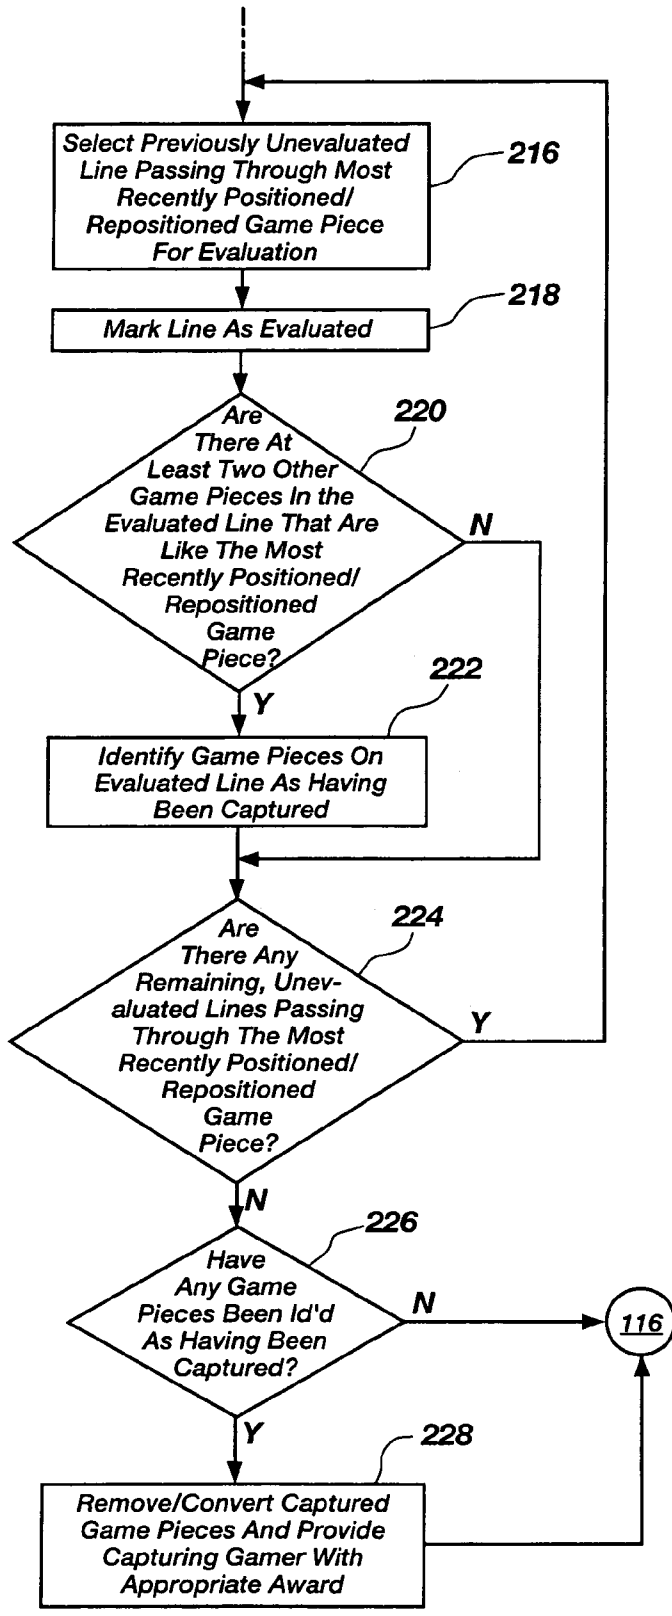 Select Previously Unevaluated
Line Passing Through Most
Recently Positioned/
Repositioned Game Piece
For Evaluation
216
Mark Line As Evaluated
218
Are
There At
Least Two Other
Game Pieces In the
Evaluated Line That Are
Like The Most
Recently Positioned/
Repositioned
Game
Piece?
220
N
Y
222
Identify Game Pieces On
Evaluated Line As Having
Been Captured
Are
There Any
Remaining, Unev-
aluated Lines Passing
Through The Most
Recently Positioned/
Repositioned
Game
Piece?
224
Y
N
226
Have
Any Game
Pieces Been Id'd
As Having Been
Captured?
N
116
Y
228
Remove/Convert Captured
Game Pieces And Provide
Capturing Gamer With
Appropriate Award